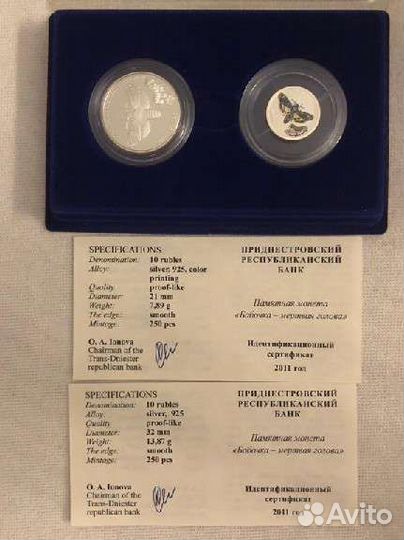 SPECIFICATIONS
Denomination: 10 rubles
Alloy: silver, 925, color
printing
Quality proof-like
Diameter: 21 mm
Weight: 7,89 g
The edge: smooth
Mintage: 250 pcs
O. A. Ionova
Chairman of the
Trans-Dniester
republican bank
ПРИДНЕСТРОВСКИЙ
РЕСПУБЛИКАНСКИЙ
БАНК
Памятная монета
«Бабочка – мертвая голова»
Идентификационный
сертификат
2011 год
SPECIFICATIONS
Denomination: 10 rubles
Alloy: silver, 925
Quality proof-like
Diameter: 32 mm
Weight: 13,87 g
The edge: smooth
Mintage: 250 pcs
O. A. Ionova
Chairman of the
Trans-Dniester
republican bank
ПРИДНЕСТРОВСКИЙ
РЕСПУБЛИКАНСКИЙ
БАНК
Памятная монета
«Бабочка – мертвая голова»
Идентификационный
сертификат
2011 год
Avito